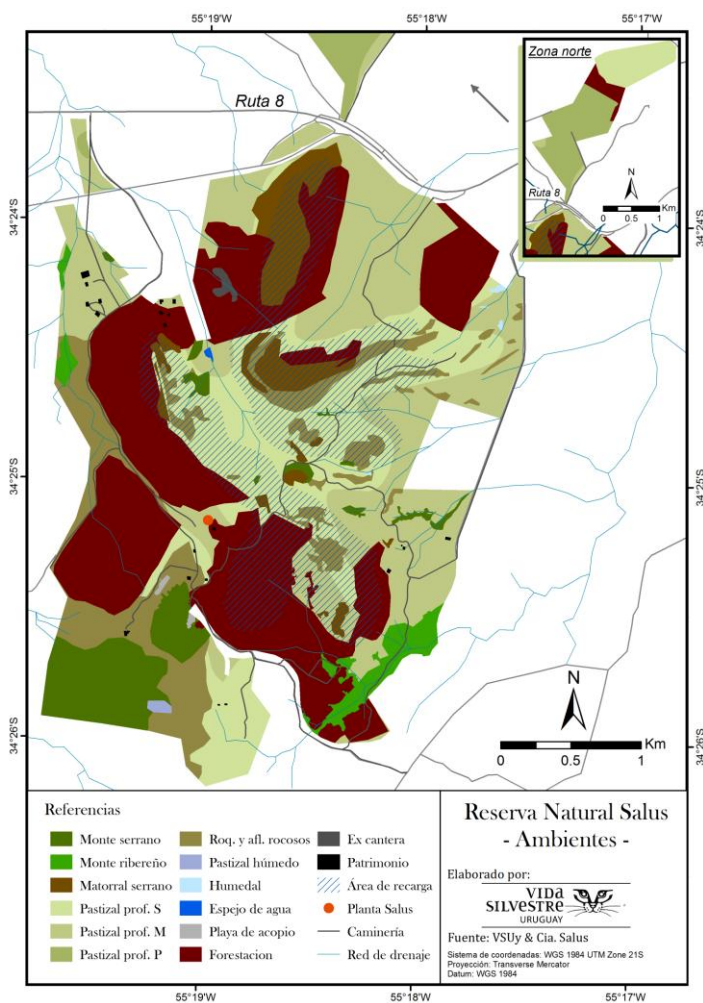 55°19'W 55°18'W 55°17'W
Zona norte
Ruta 8
N
0 0.5 1 Km
Ruta 8
34°24'S 34°24'S
34°25'S 34°25'S
34°26'S 34°26'S
N
0 0.5 1 Km
Referencias
Monte serrano
Monte ribereño
Matorral serrano
Pastizal prof. S
Pastizal prof. M
Pastizal prof. P
Roq. y afl. rocosos
Pastizal húmedo
Humedal
Espejo de agua
Playa de acopio
Forestacion
Ex cantera
Patrimonio
Área de recarga
Planta Salus
Caminería
Red de drenaje
Reserva Natural Salus
- Ambientes -
Elaborado por:
VIDA
SILVESTRE
URUGUAY
Fuente: VSUy & Cia. Salus
Sistema de coordenadas: WGS 1984 UTM Zone 21S
Proyección: Transverse Mercator
Datum: WGS 1984
55°19'W 55°18'W 55°17'W